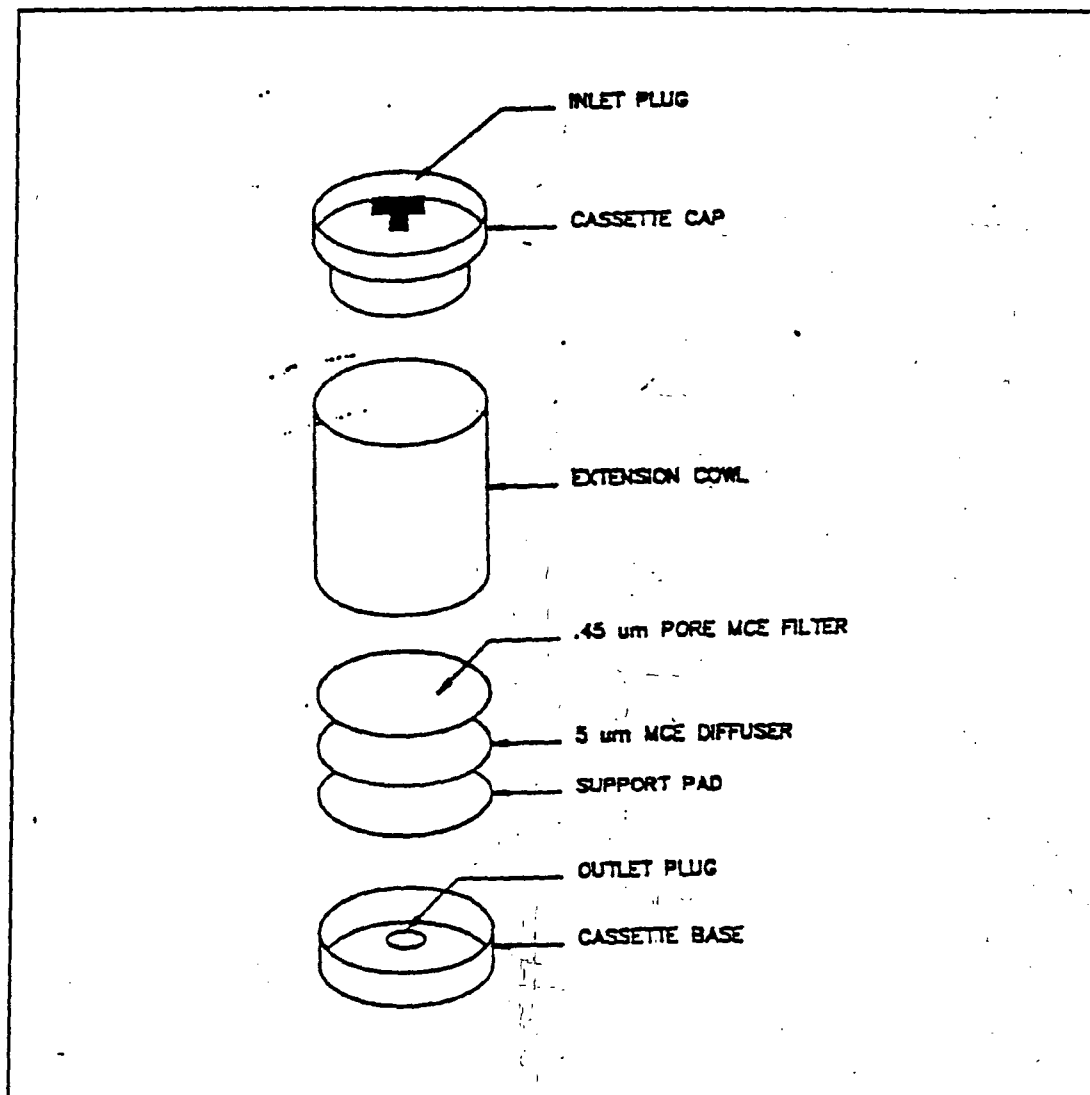 INLET PLUG
CASSETTE CAP
EXTENSION COWL
.45 um PORE MCE FILTER
5 um MCE DIFFUSER
SUPPORT PAD
OUTLET PLUG
CASSETTE BASE